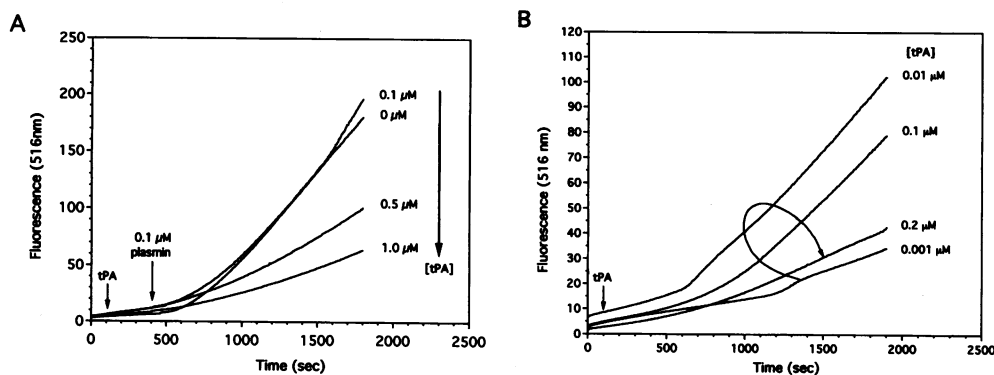 A
250
200
150
100
50
0
Fluorescence (516nm)
0.1 µM
0 µM
0.5 µM
1.0 µM
[tPA]
0.1 µM
plasmin
tPA
0 500 1000 1500 2000 2500
Time (sec)
B
120
110
100
90
80
70
60
50
40
30
20
10
0
Fluorescence (516 nm)
[tPA]
0.01 µM
0.1 µM
0.2 µM
0.001 µM
tPA
0 500 1000 1500 2000 2500
Time (sec)